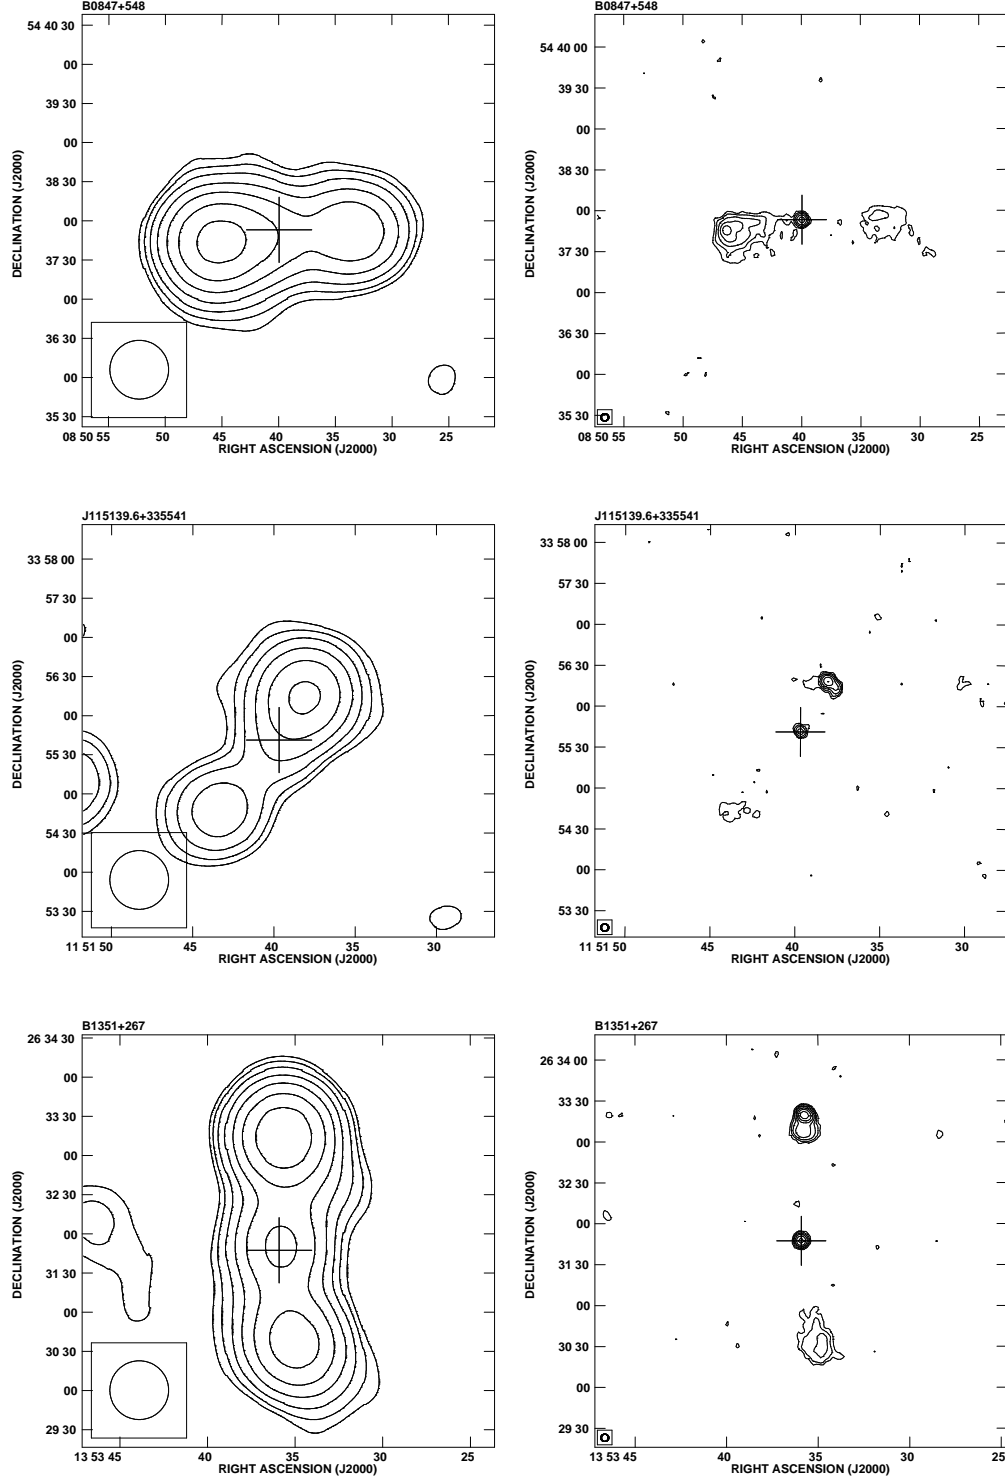 B0847+548
54 40 30
00
39 30
00
38 30
00
37 30
00
36 30
00
35 30
DECLINATION (J2000)
08 50 55
50
45
40
35
30
25
RIGHT ASCENSION (J2000)
B0847+548
54 40 00
39 30
00
38 30
00
37 30
00
36 30
00
35 30
DECLINATION (J2000)
08 50 55
50
45
40
35
30
25
RIGHT ASCENSION (J2000)
J115139.6+335541
33 58 00
57 30
00
56 30
00
55 30
00
54 30
00
53 30
DECLINATION (J2000)
11 51 50
45
40
35
30
RIGHT ASCENSION (J2000)
J115139.6+335541
33 58 00
57 30
00
56 30
00
55 30
00
54 30
00
53 30
DECLINATION (J2000)
11 51 50
45
40
35
30
RIGHT ASCENSION (J2000)
B1351+267
26 34 30
00
33 30
00
32 30
00
31 30
00
30 30
00
29 30
DECLINATION (J2000)
13 53 45
40
35
30
25
RIGHT ASCENSION (J2000)
B1351+267
26 34 00
33 30
00
32 30
00
31 30
00
30 30
00
29 30
DECLINATION (J2000)
13 53 45
40
35
30
25
RIGHT ASCENSION (J2000)